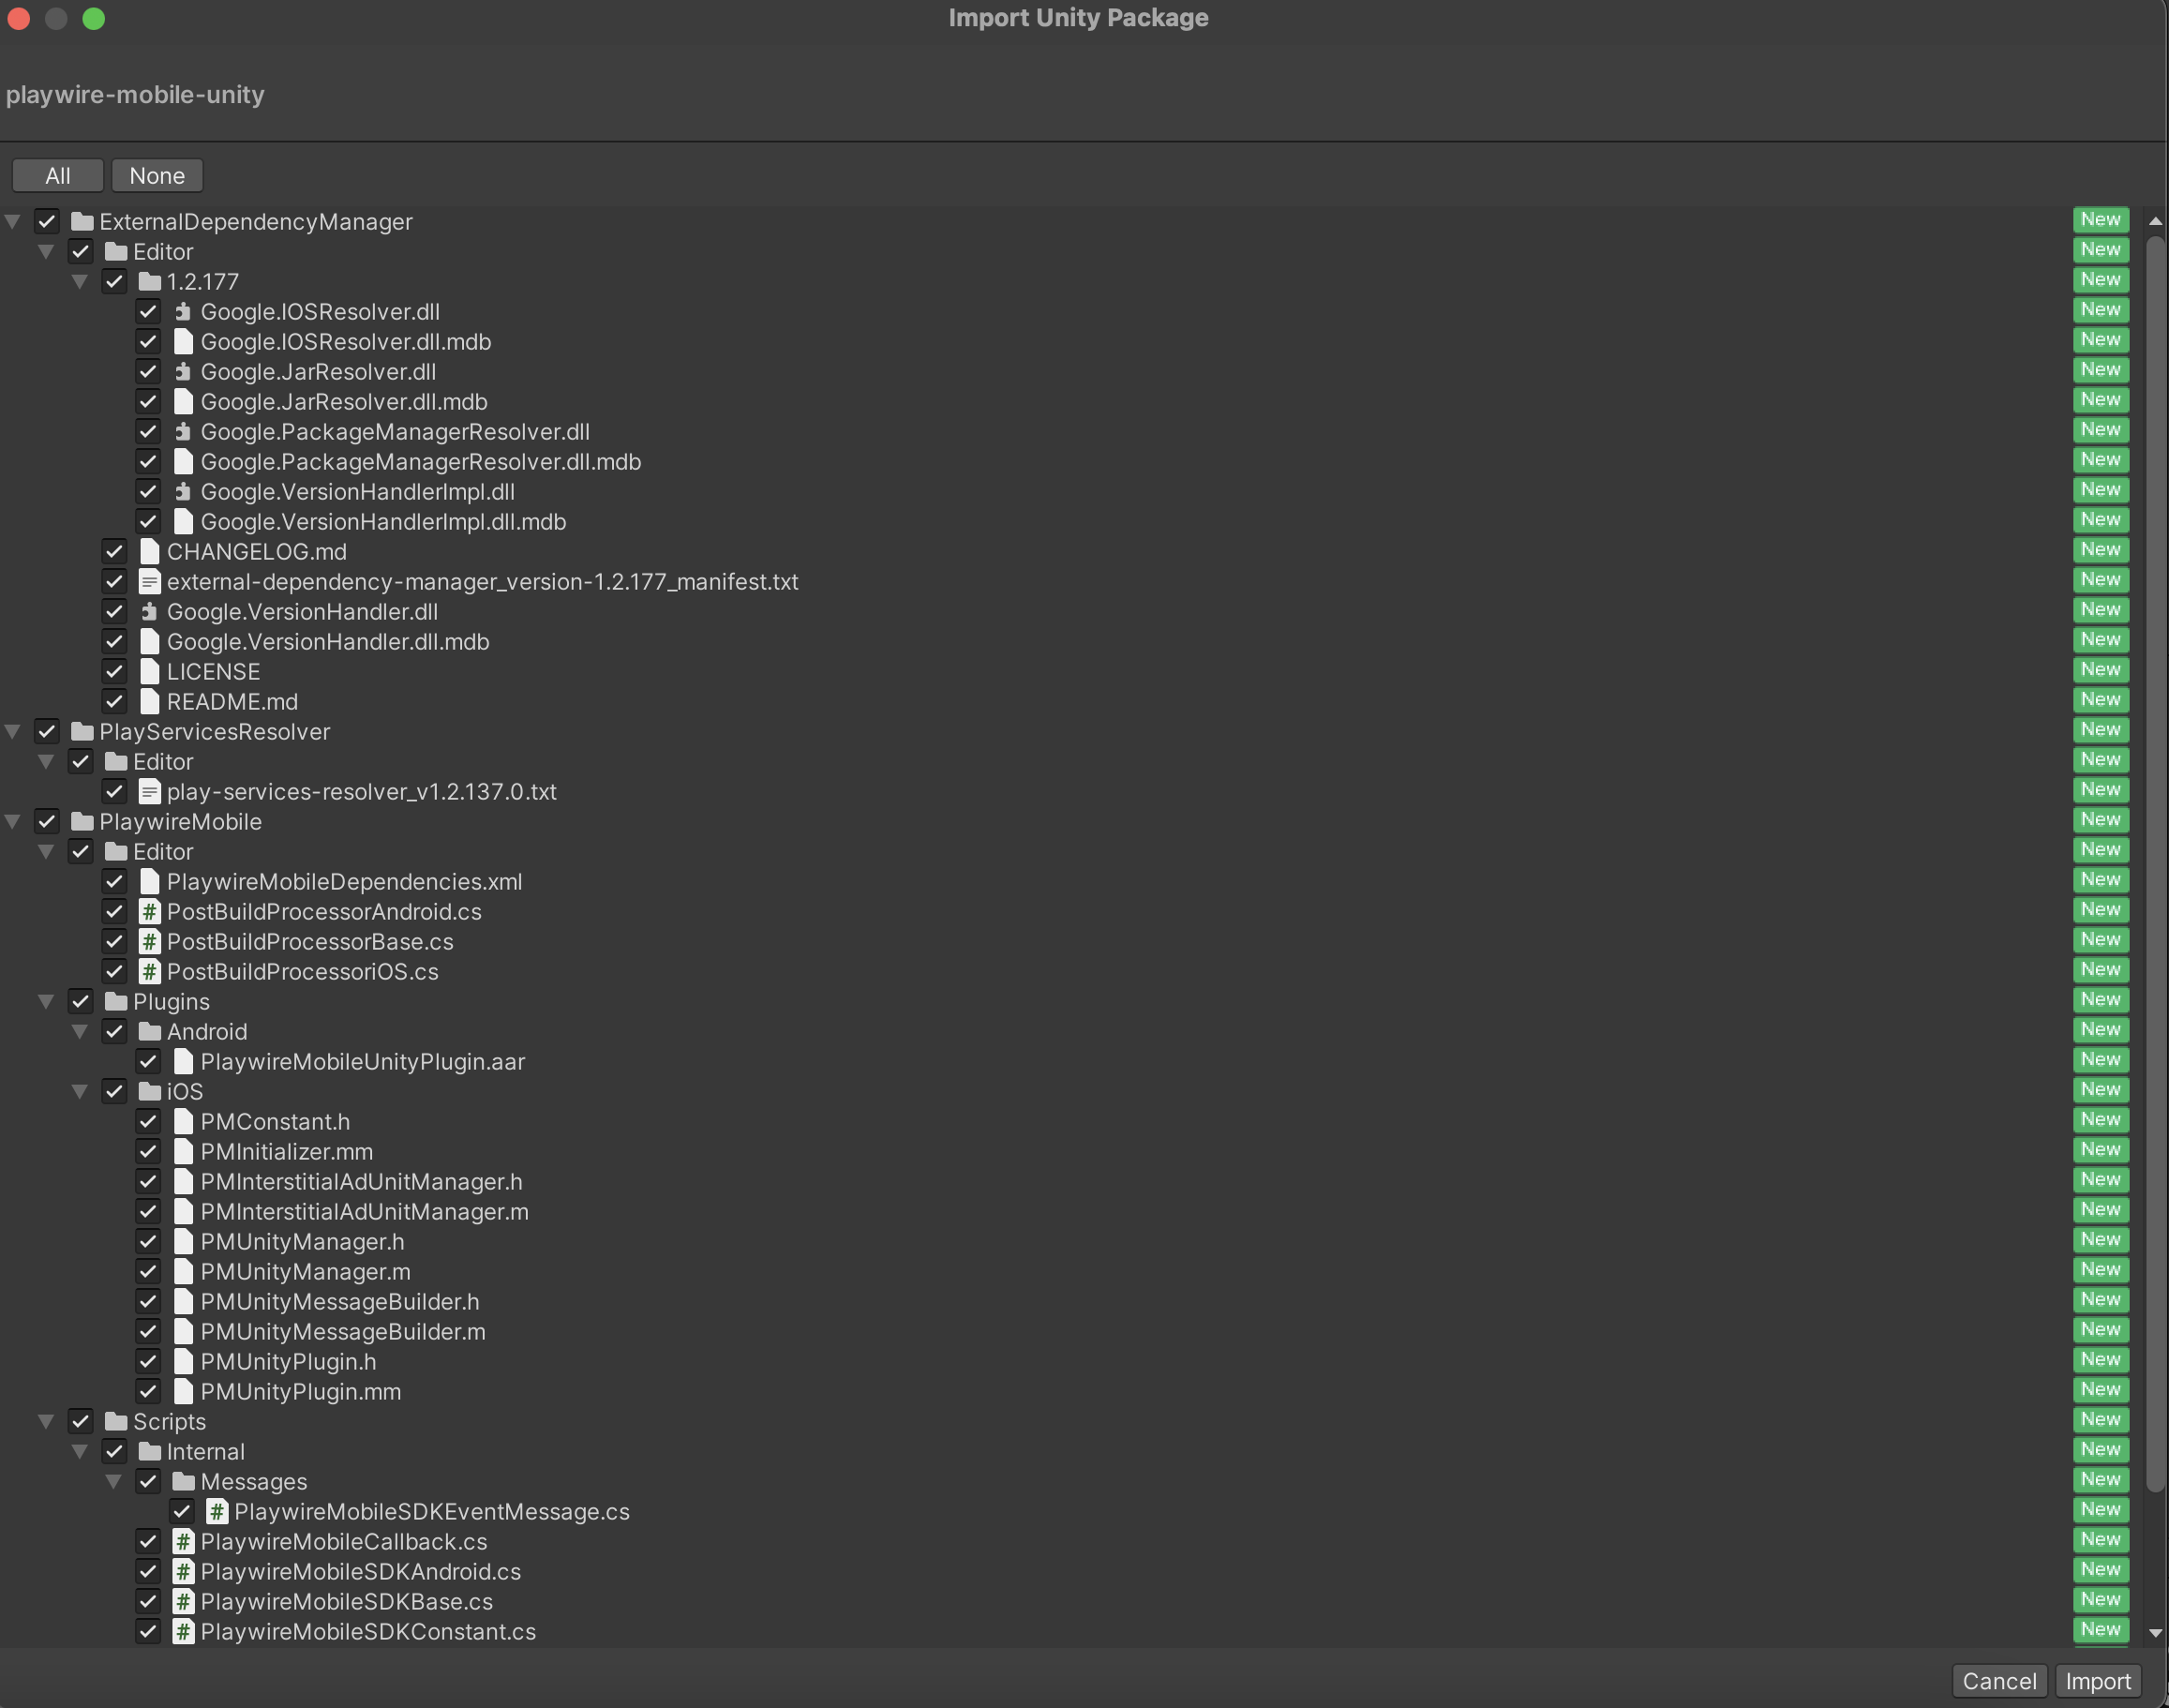 Import Unity Package
playwire-mobile-unity
All None
ExternalDependencyManager New
Editor New
1.2.177 New
Google.IOSResolver.dll New
Google.IOSResolver.dll.mdb New
Google.JarResolver.dll New
Google.JarResolver.dll.mdb New
Google.PackageManagerResolver.dll New
Google.PackageManagerResolver.dll.mdb New
Google.VersionHandlerImpl.dll New
Google.VersionHandlerImpl.dll.mdb New
CHANGELOG.md New
external-dependency-manager_version-1.2.177_manifest.txt New
Google.VersionHandler.dll New
Google.VersionHandler.dll.mdb New
LICENSE New
README.md New
PlayServicesResolver New
Editor New
play-services-resolver_v1.2.137.0.txt New
PlaywireMobile New
Editor New
PlaywireMobileDependencies.xml New
PostBuildProcessorAndroid.cs New
PostBuildProcessorBase.cs New
PostBuildProcessoriOS.cs New
Plugins New
Android New
PlaywireMobileUnityPlugin.aar New
iOS New
PMConstant.h New
PMInitializer.mm New
PMInterstitialAdUnitManager.h New
PMInterstitialAdUnitManager.m New
PMUnityManager.h New
PMUnityManager.m New
PMUnityMessageBuilder.h New
PMUnityMessageBuilder.m New
PMUnityPlugin.h New
PMUnityPlugin.mm New
Scripts New
Internal New
Messages New
PlaywireMobileSDKEventMessage.cs New
PlaywireMobileCallback.cs New
PlaywireMobileSDKAndroid.cs New
PlaywireMobileSDKBase.cs New
PlaywireMobileSDKConstant.cs New
Cancel Import